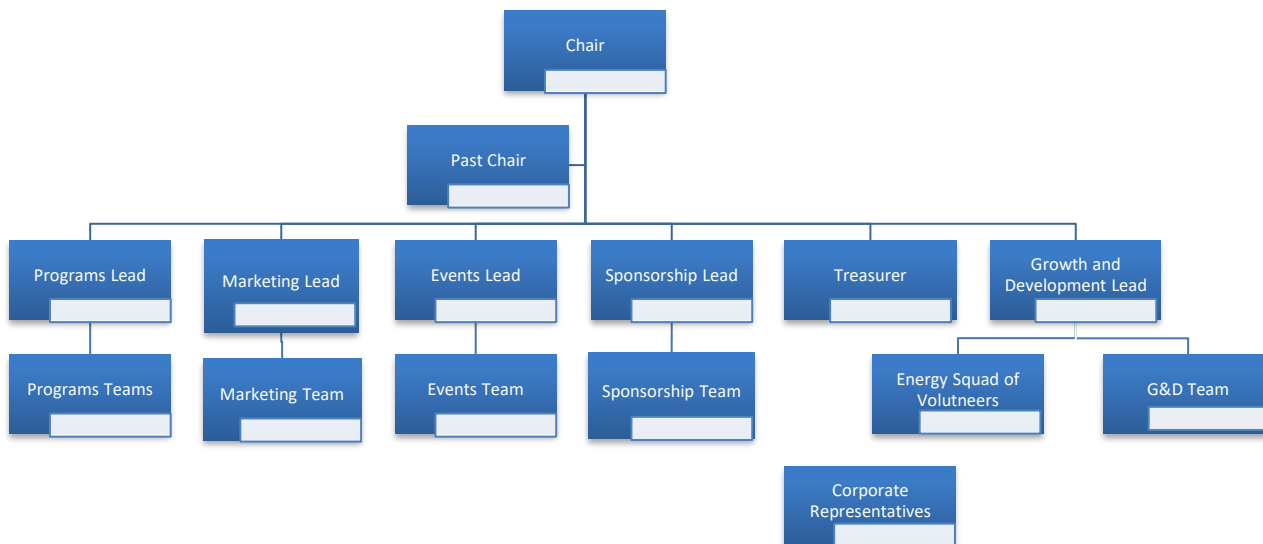 Chair
Past Chair
Programs Lead
Marketing Lead
Events Lead
Sponsorship Lead
Treasurer
Growth and
Development Lead
Programs Teams
Marketing Team
Events Team
Sponsorship Team
Energy Squad of
Volutneers
G&D Team
Corporate
Representatives